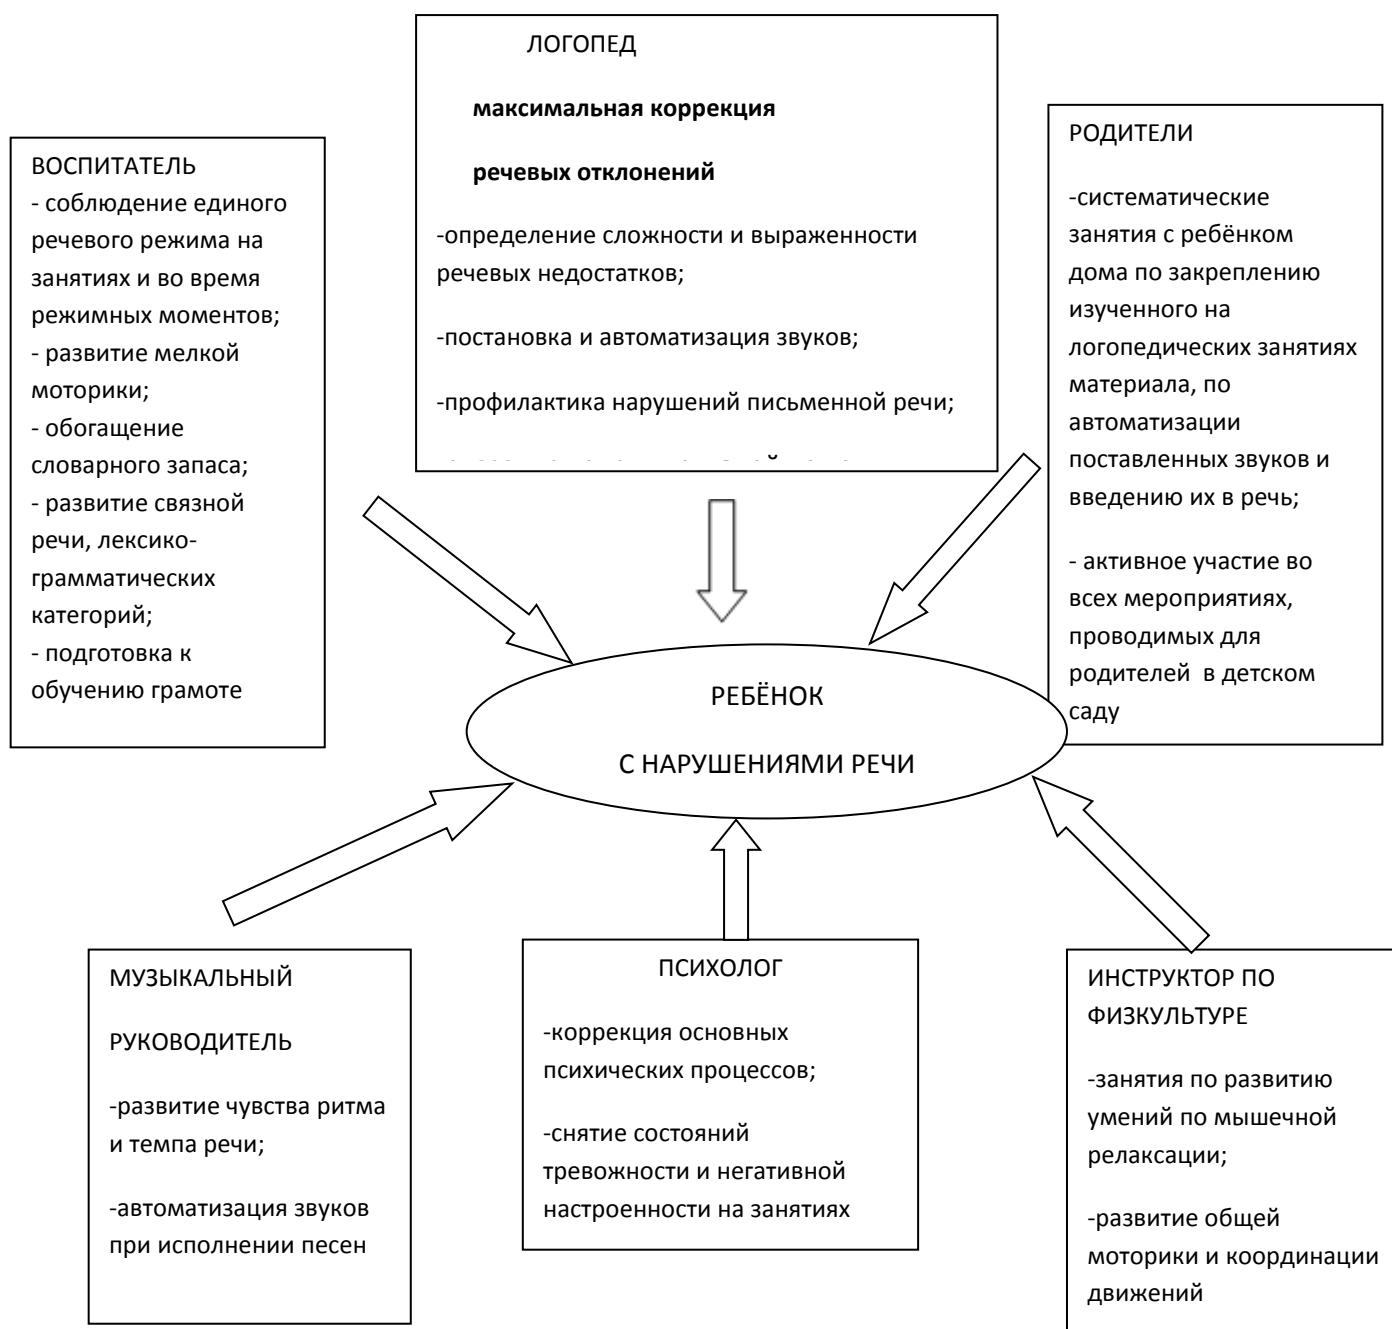 ЛОГОПЕД
максимальная коррекция
речевых отклонений
-определение сложности и выраженности
речевых недостатков;
-постановка и автоматизация звуков;
-профилактика нарушений письменной речи;
ВОСПИТАТЕЛЬ
- соблюдение единого
речевого режима на
занятиях и во время
режимных моментов;
- развитие мелкой
моторики;
- обогащение
словарного запаса;
- развитие связной
речи, лексико-
грамматических
категорий;
- подготовка к
обучению грамоте
РОДИТЕЛИ
-систематические
занятия с ребёнком
дома по закреплению
изученного на
логопедических занятиях
материала, по
автоматизации
поставленных звуков и
введению их в речь;
- активное участие во
всех мероприятиях,
проводимых для
родителей в детском
саду
РЕБЁНОК
С НАРУШЕНИЯМИ РЕЧИ
МУЗЫКАЛЬНЫЙ
РУКОВОДИТЕЛЬ
-развитие чувства ритма
и темпа речи;
-автоматизация звуков
при исполнении песен
ПСИХОЛОГ
-коррекция основных
психических процессов;
-снятие состояний
тревожности и негативной
настроенности на занятиях
ИНСТРУКТОР ПО
ФИЗКУЛЬТУРЕ
-занятия по развитию
умений по мышечной
релаксации;
-развитие общей
моторики и координации
движений